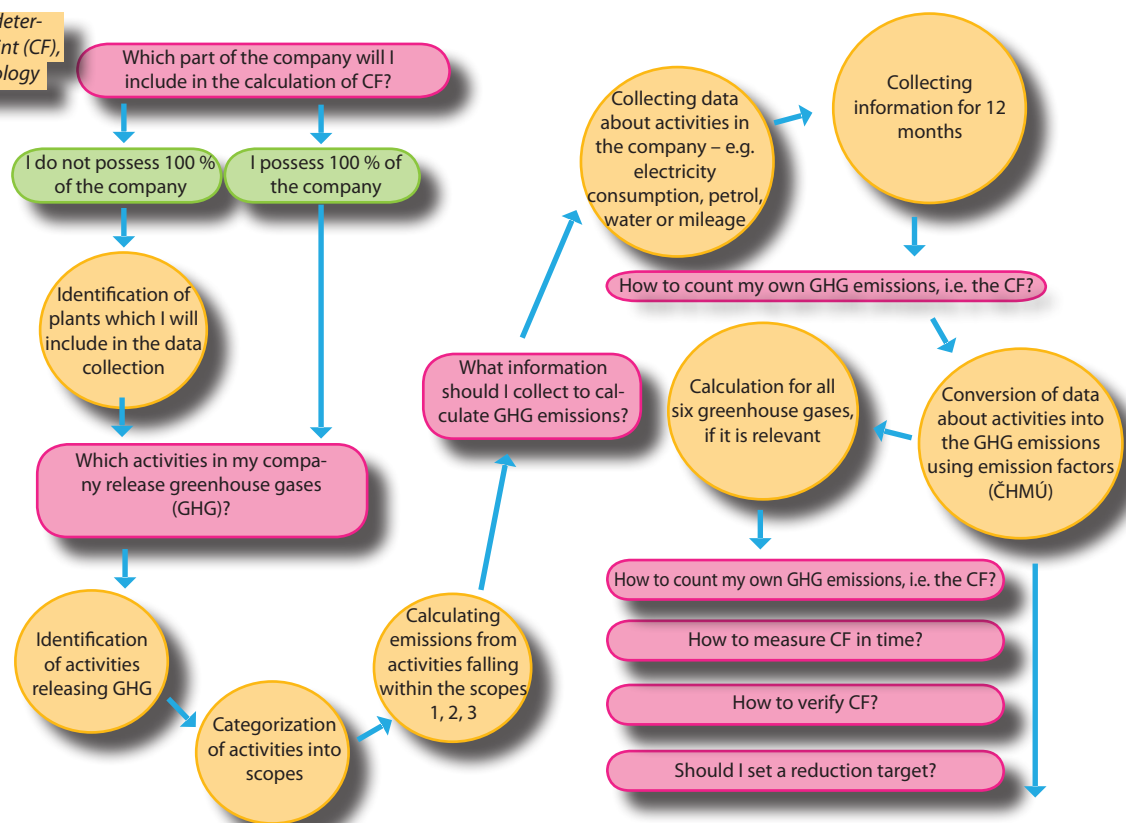 int (CF),
Which part of the company will I
include in the calculation of CF?
I do not possess 100 %
of the company
I possess 100 % of
the company
Identification of
plants which I will
include in the data
collection
Which activities in my compa-
ny release greenhouse gases
(GHG)?
Identification
of activities
releasing GHG
Categorization
of activities into
scopes
Calculating
emissions from
activities falling
within the scopes
1, 2, 3
What information
should I collect to cal-
culate GHG emissions?
Collecting data
about activities in
the company – e.g.
electricity
consumption, petrol,
water or mileage
Collecting
information for 12
months
How to count my own GHG emissions, i.e. the CF?
Conversion of data
about activities into
the GHG emissions
using emission factors
(ČHMÚ)
Calculation for all
six greenhouse gases,
if it is relevant
How to count my own GHG emissions, i.e. the CF?
How to measure CF in time?
How to verify CF?
Should I set a reduction target?